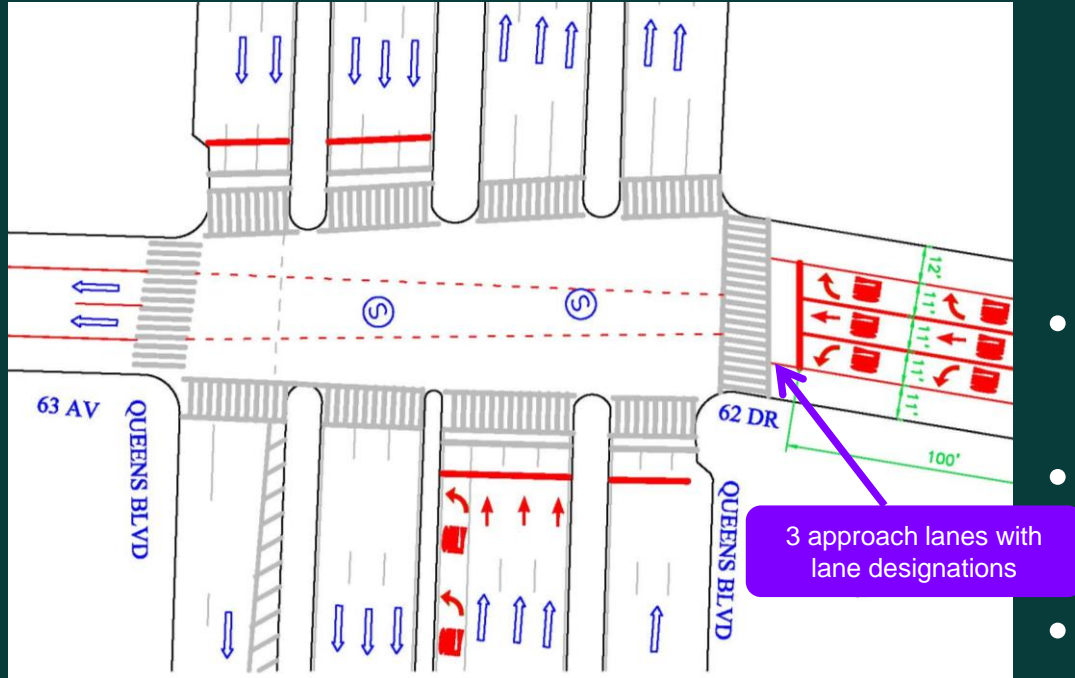 12'
11'
11'
11'
11'
63 AV
QUEENS BLVD
S
S
62 DR
100'
QUEENS BLVD
3 approach lanes with
lane designations